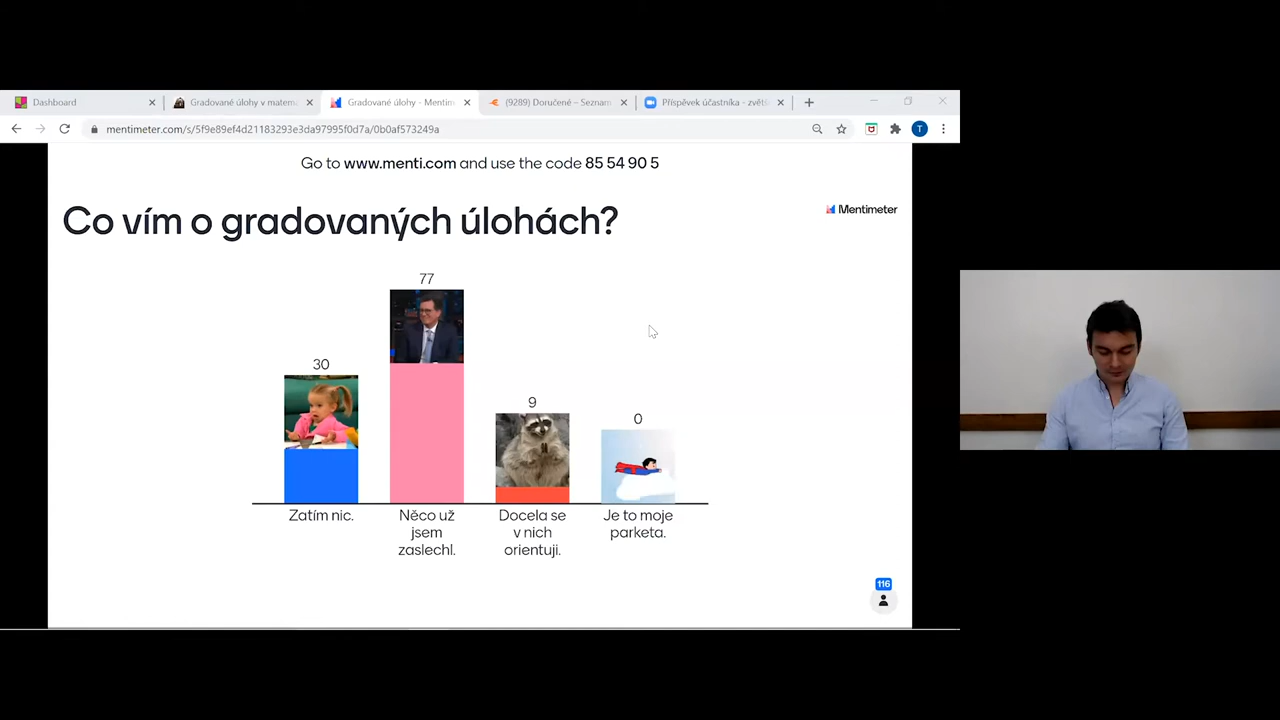 Dashboard
Gradované úlohy v matema
Gradované úlohy - Mentim
(9289) Doručené – Seznam
Příspěvek účastníka - zvětš
mentimeter.com/s/5f9e89ef4d21183293e3da97995f0d7a/0b0af573249a
T
Go to www.menti.com and use the code 85 54 90 5
Co vím o gradovaných úlohách?
Mentimeter
30
77
9
0
Zatím nic.
Něco už
jsem
zaslechl.
Docela se
v nich
orientuji.
Je to moje
parketa.
116